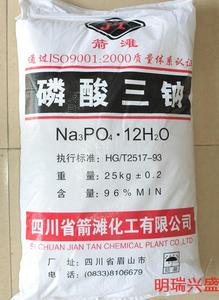 JT
箭滩
通过ISO9001:2000质量体系认证
磷酸三钠
Na₃PO₄·12H₂O
执行标准：HG/T2517-93
重量：25kg±0.2
含量：96%MIN
四川省箭滩化工有限公司
SI CHUAN JIAN TAN CHEMICAL PLANT CO.,LTD
厂址：四川省眉山市
电话：(0833)8106679
明瑞兴盛